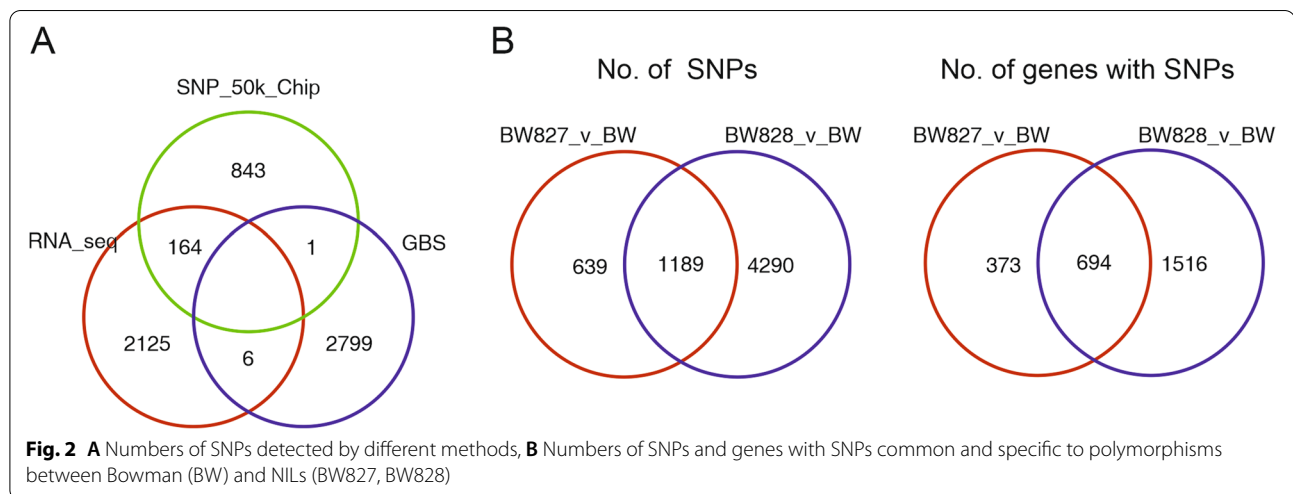 A
SNP_50k_Chip
843
RNA_seq
164
1
GBS
2125
6
2799
B
No. of SNPs
BW827_v_BW
BW828_v_BW
639
1189
4290
No. of genes with SNPs
BW827_v_BW
BW828_v_BW
373
694
1516
Fig. 2 A Numbers of SNPs detected by different methods, B Numbers of SNPs and genes with SNPs common and specific to polymorphisms
between Bowman (BW) and NILs (BW827, BW828)